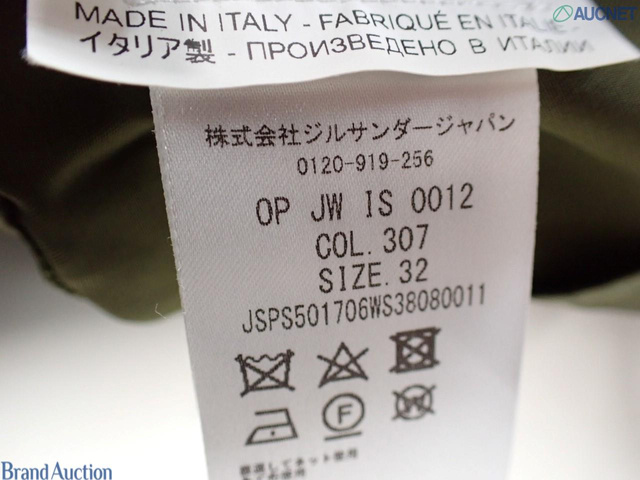 AUCNET
MADE IN ITALY - FABRIQUÉ EN ITALIE
イタリア製 - ПРОИЗВЕДЕНО В ИТАЛИИ
株式会社ジルサンダージャパン
0120-919-256
OP JW IS 0012
COL.307
SIZE.32
JSPS501706WS38080011
F
W
Brand Auction